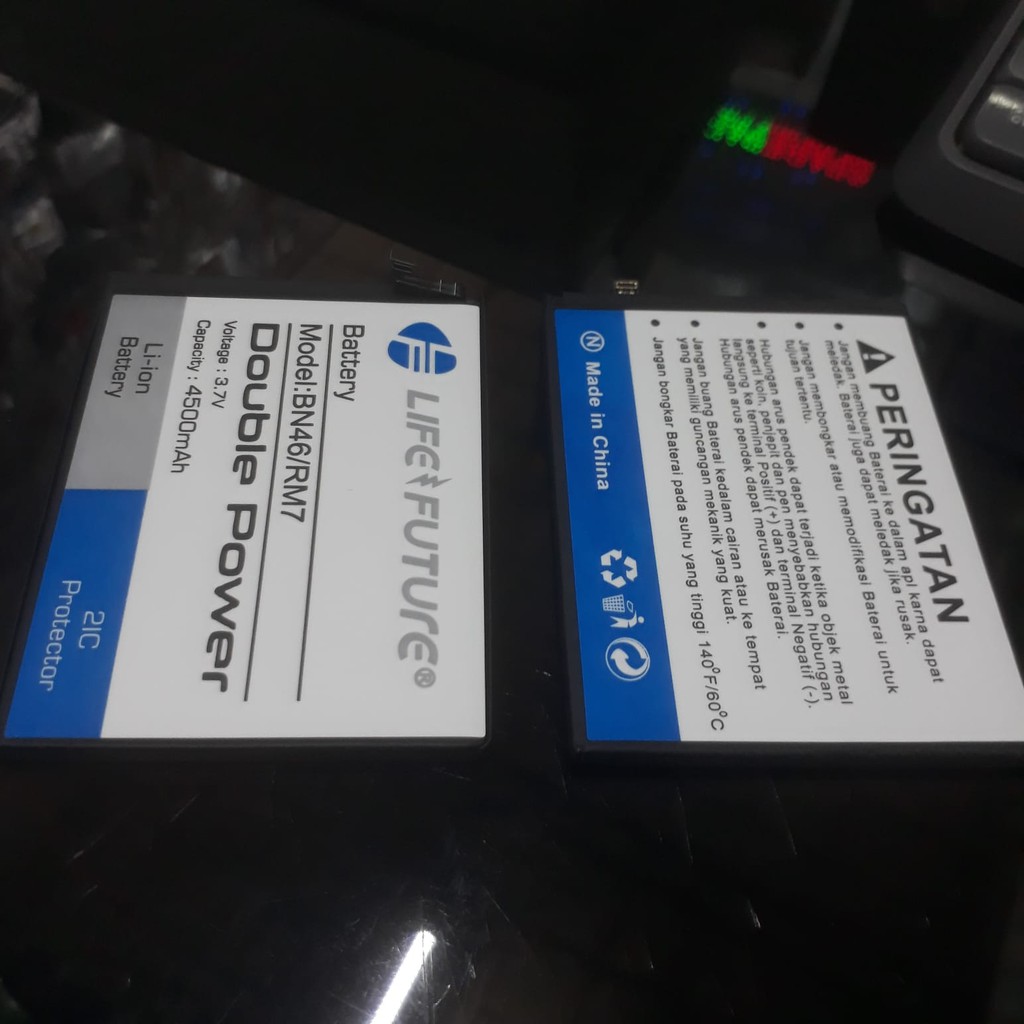 LIFE FUTURE®
Battery
Model:BN46/RM7
Double Power
Voltage : 3.7V
Capacity : 4500mAh
Li-ion
Battery
2IC
Protector
PERINGATAN
• Jangan membuang Baterai ke dalam api karna dapat
meledak. Baterai juga dapat meledak jika rusak.
• Jangan membongkar atau memodifikasi Baterai untuk
tujuan tertentu.
• Hubungan arus pendek dapat terjadi ketika objek metal
seperti koin, penjepit dan pen menyebabkan hubungan
langsung ke terminal Positif (+) dan terminal Negatif (-).
Hubungan arus pendek dapat merusak Baterai.
• Jangan buang Baterai kedalam cairan atau ke tempat
yang memiliki guncangan mekanik yang kuat.
• Jangan bongkar Baterai pada suhu yang tinggi 140°F/60°C
N Made in China